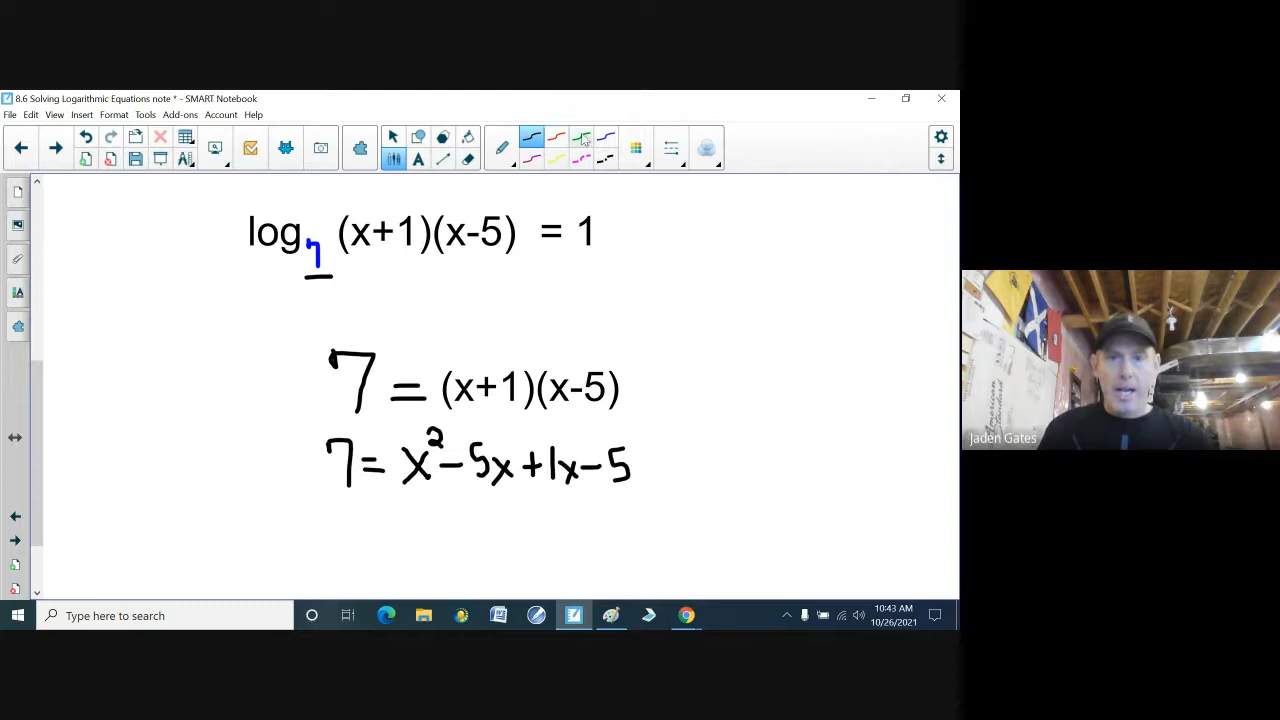 8.6 Solving Logarithmic Equations note * - SMART Notebook
File Edit View Insert Format Tools Add-ons Account Help
log₇ (x+1)(x-5) = 1
7 = (x+1)(x-5)
7 = x² - 5x + 1x - 5
American Standard
Jaden Gates
Type here to search
10:43 AM
10/26/2021